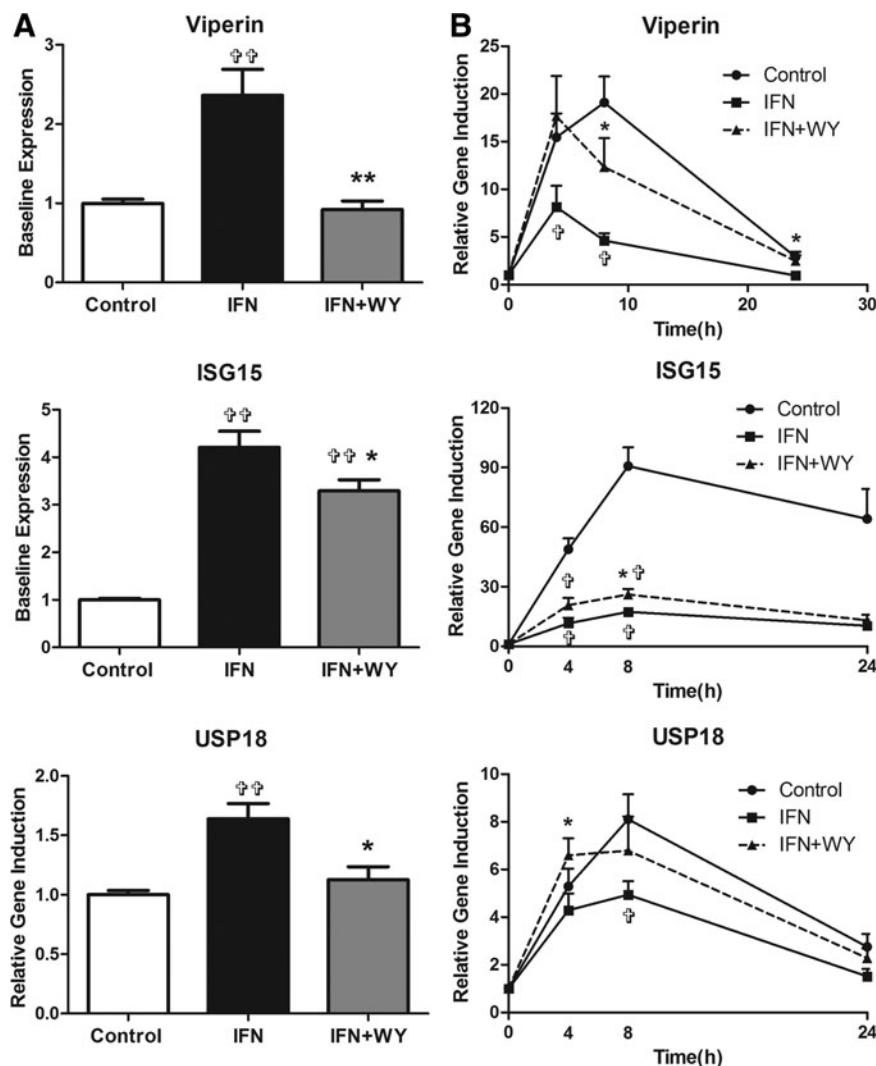 A
Viperin
Baseline Expression
3
2
1
0
††
**
Control IFN IFN+WY
ISG15
Baseline Expression
5
4
3
2
1
0
††
†† *
Control IFN IFN+WY
USP18
Relative Gene Induction
2.0
1.5
1.0
0.5
0.0
††
*
Control IFN IFN+WY
B
Viperin
Relative Gene Induction
25
20
15
10
5
0
Control
IFN
IFN+WY
*
*
†
†
0 10 20 30
Time(h)
ISG15
Relative Gene Induction
120
90
60
30
0
Control
IFN
IFN+WY
† *†
† †
0 4 8 24
Time(h)
USP18
Relative Gene Induction
10
8
6
4
2
0
Control
IFN
IFN+WY
*
†
0 4 8 24
Time(h)